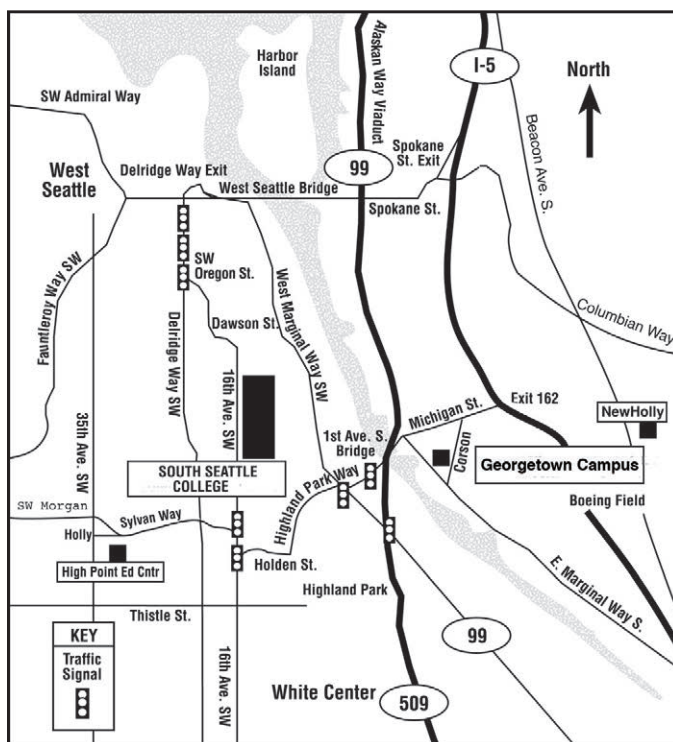 Harbor
Island
Alaskan Way Viaduct
I-5
North
SW Admiral Way
Beacon Ave. S.
Spokane
St. Exit
99
West
Seattle
Delridge Way Exit
West Seattle Bridge
Spokane St.
SW
Oregon St.
Fauntleroy Way SW
West Marginal Way SW
Columbian Way
Dawson St.
Delridge Way SW
16th Ave. SW
35th Ave. SW
Exit 162
Michigan St.
NewHolly
1st Ave. S.
Bridge
Corson
Georgetown Campus
SOUTH SEATTLE
COLLEGE
Highland Park Way
Boeing Field
SW Morgan
Sylvan Way
Holly
High Point Ed Cntr
Holden St.
Highland Park
E. Marginal Way S.
Thistle St.
KEY
Traffic
Signal
16th Ave. SW
99
White Center
509